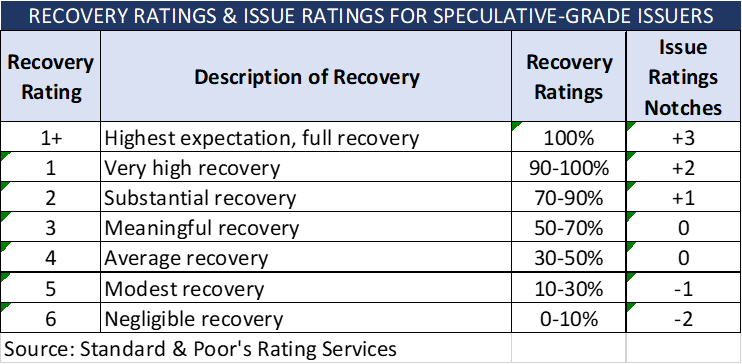 RECOVERY RATINGS & ISSUE RATINGS FOR SPECULATIVE-GRADE ISSUERS
Recovery Rating Description of Recovery Recovery Ratings Issue Ratings Notches
1+ Highest expectation, full recovery 100% +3
1 Very high recovery 90-100% +2
2 Substantial recovery 70-90% +1
3 Meaningful recovery 50-70% 0
4 Average recovery 30-50% 0
5 Modest recovery 10-30% -1
6 Negligible recovery 0-10% -2
Source: Standard & Poor's Rating Services